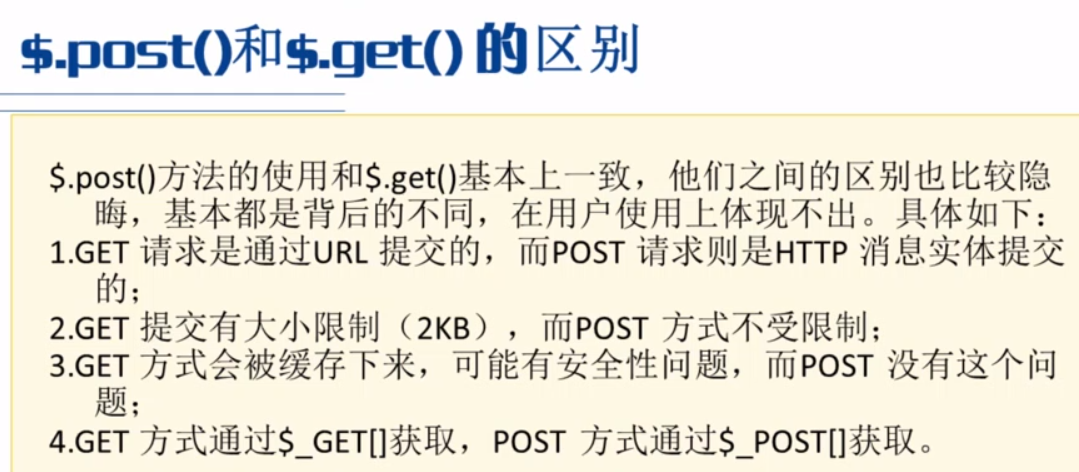 $.post()和$.get() 的区别
$.post()方法的使用和$.get()基本上一致，他们之间的区别也比较隐
晦，基本都是背后的不同，在用户使用上体现不出。具体如下：
1.GET 请求是通过URL 提交的，而POST 请求则是HTTP 消息实体提交
的；
2.GET 提交有大小限制（2KB），而POST 方式不受限制；
3.GET 方式会被缓存下来，可能有安全性问题，而POST 没有这个问
题；
4.GET 方式通过$_GET[]获取，POST 方式通过$_POST[]获取。